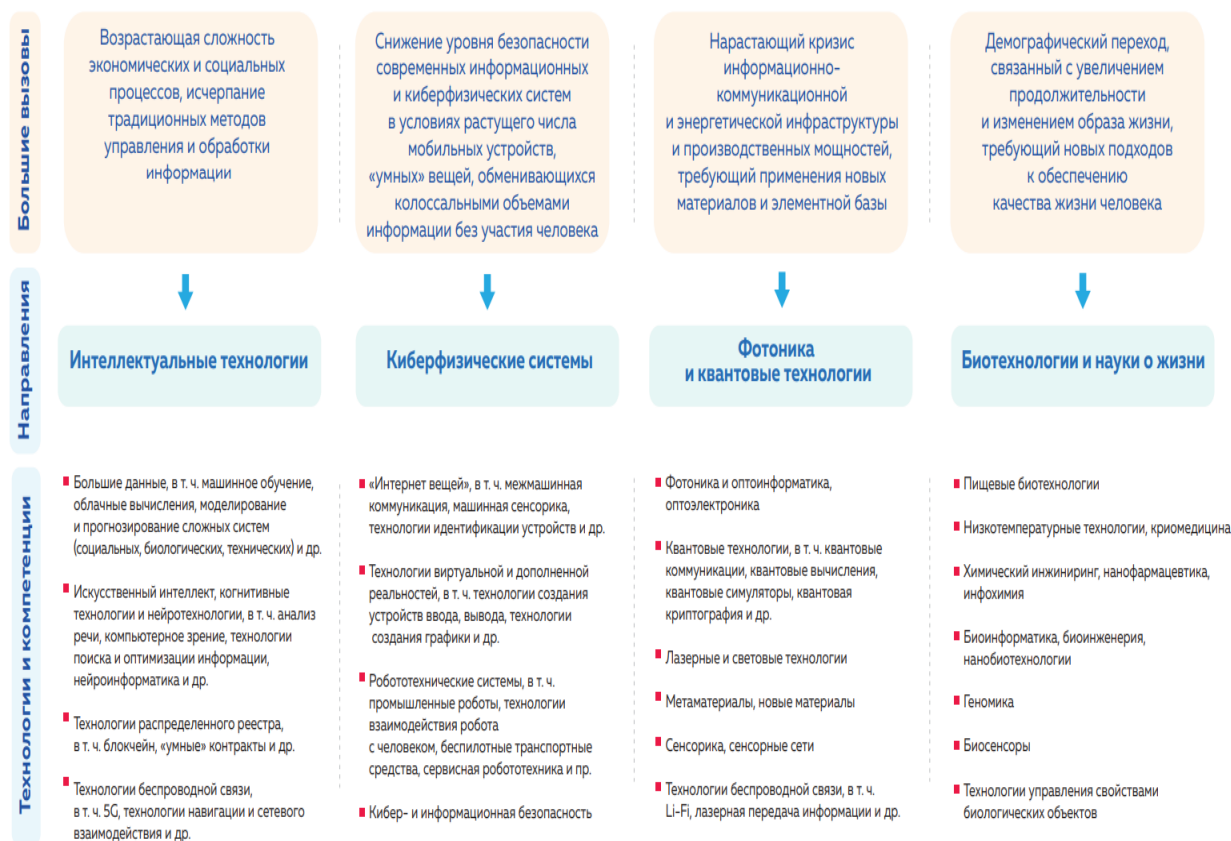 Большие вызовы
Возрастающая сложность
экономических и социальных
процессов, исчерпание
традиционных методов
управления и обработки
информации
Снижение уровня безопасности
современных информационных
и киберфизических систем
в условиях растущего числа
мобильных устройств,
«умных» вещей, обменивающихся
колоссальными объемами
информации без участия человека
Нарастающий кризис
информационно-
коммуникационной
и энергетической инфраструктуры
и производственных мощностей,
требующий применения новых
материалов и элементной базы
Демографический переход,
связанный с увеличением
продолжительности
и изменением образа жизни,
требующий новых подходов
к обеспечению
качества жизни человека
Направления
Интеллектуальные технологии
Киберфизические системы
Фотоника
и квантовые технологии
Биотехнологии и науки о жизни
Технологии и компетенции
Большие данные, в т. ч. машинное обучение,
облачные вычисления, моделирование
и прогнозирование сложных систем
(социальных, биологических, технических) и др.
Искусственный интеллект, когнитивные
технологии и нейротехнологии, в т. ч. анализ
речи, компьютерное зрение, технологии
поиска и оптимизации информации,
нейроинформатика и др.
Технологии распределенного реестра,
в т. ч. блокчейн, «умные» контракты и др.
Технологии беспроводной связи,
в т. ч. 5G, технологии навигации и сетевого
взаимодействия и др.
«Интернет вещей», в т. ч. межмашинная
коммуникация, машинная сенсорика,
технологии идентификации устройств и др.
Технологии виртуальной и дополненной
реальностей, в т. ч. технологии создания
устройств ввода, вывода, технологии
создания графики и др.
Робототехнические системы, в т. ч.
промышленные роботы, технологии
взаимодействия робота
с человеком, беспилотные транспортные
средства, сервисная робототехника и пр.
Кибер- и информационная безопасность
Фотоника и оптоинформатика,
оптоэлектроника
Квантовые технологии, в т. ч. квантовые
коммуникации, квантовые вычисления,
квантовые симуляторы, квантовая
криптография и др.
Лазерные и световые технологии
Метаматериалы, новые материалы
Сенсорика, сенсорные сети
Технологии беспроводной связи, в т. ч.
Li-Fi, лазерная передача информации и др.
Пищевые биотехнологии
Низкотемпературные технологии, криомедицина
Химический инжиниринг, нанофармацевтика,
инфохимия
Биоинформатика, биоинженерия,
нанобиотехнологии
Геномика
Биосенсоры
Технологии управления свойствами
биологических объектов